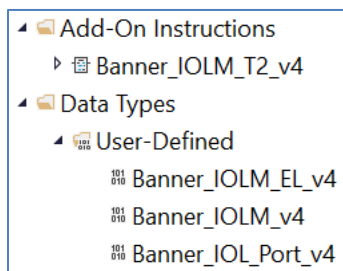 Add-On Instructions
Banner_IOLM_T2_v4
Data Types
User-Defined
Banner_IOLM_EL_v4
Banner_IOLM_v4
Banner_IOL_Port_v4